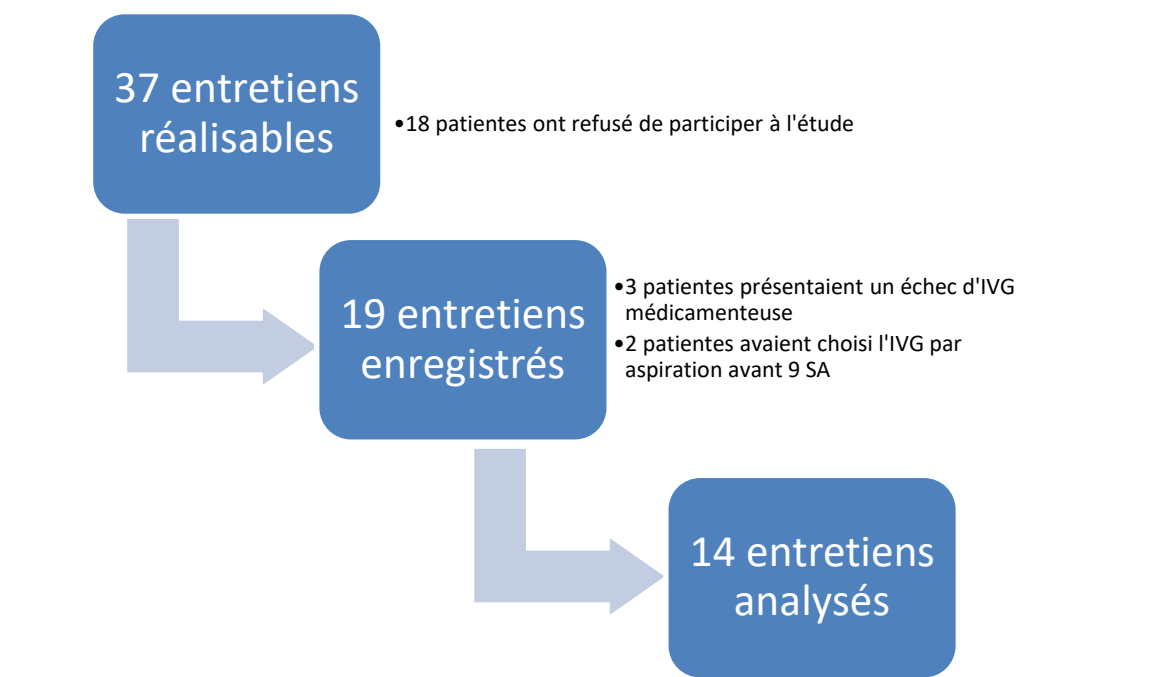 37 entretiens
réalisables
•18 patientes ont refusé de participer à l'étude
19 entretiens
enregistrés
•3 patientes présentaient un échec d'IVG
médicamenteuse
•2 patientes avaient choisi l'IVG par
aspiration avant 9 SA
14 entretiens
analysés